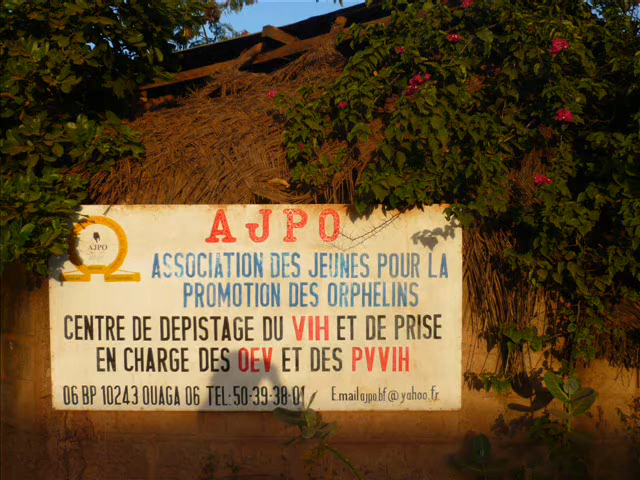 AJPO
AJPO
ASSOCIATION DES JEUNES POUR LA
PROMOTION DES ORPHELINS
CENTRE DE DEPISTAGE DU VIH ET DE PRISE
EN CHARGE DES OEV ET DES PVVIH
06 BP 10243 OUAGA 06 TEL:50-39-38-01 Email:ajpo.bf@yahoo.fr